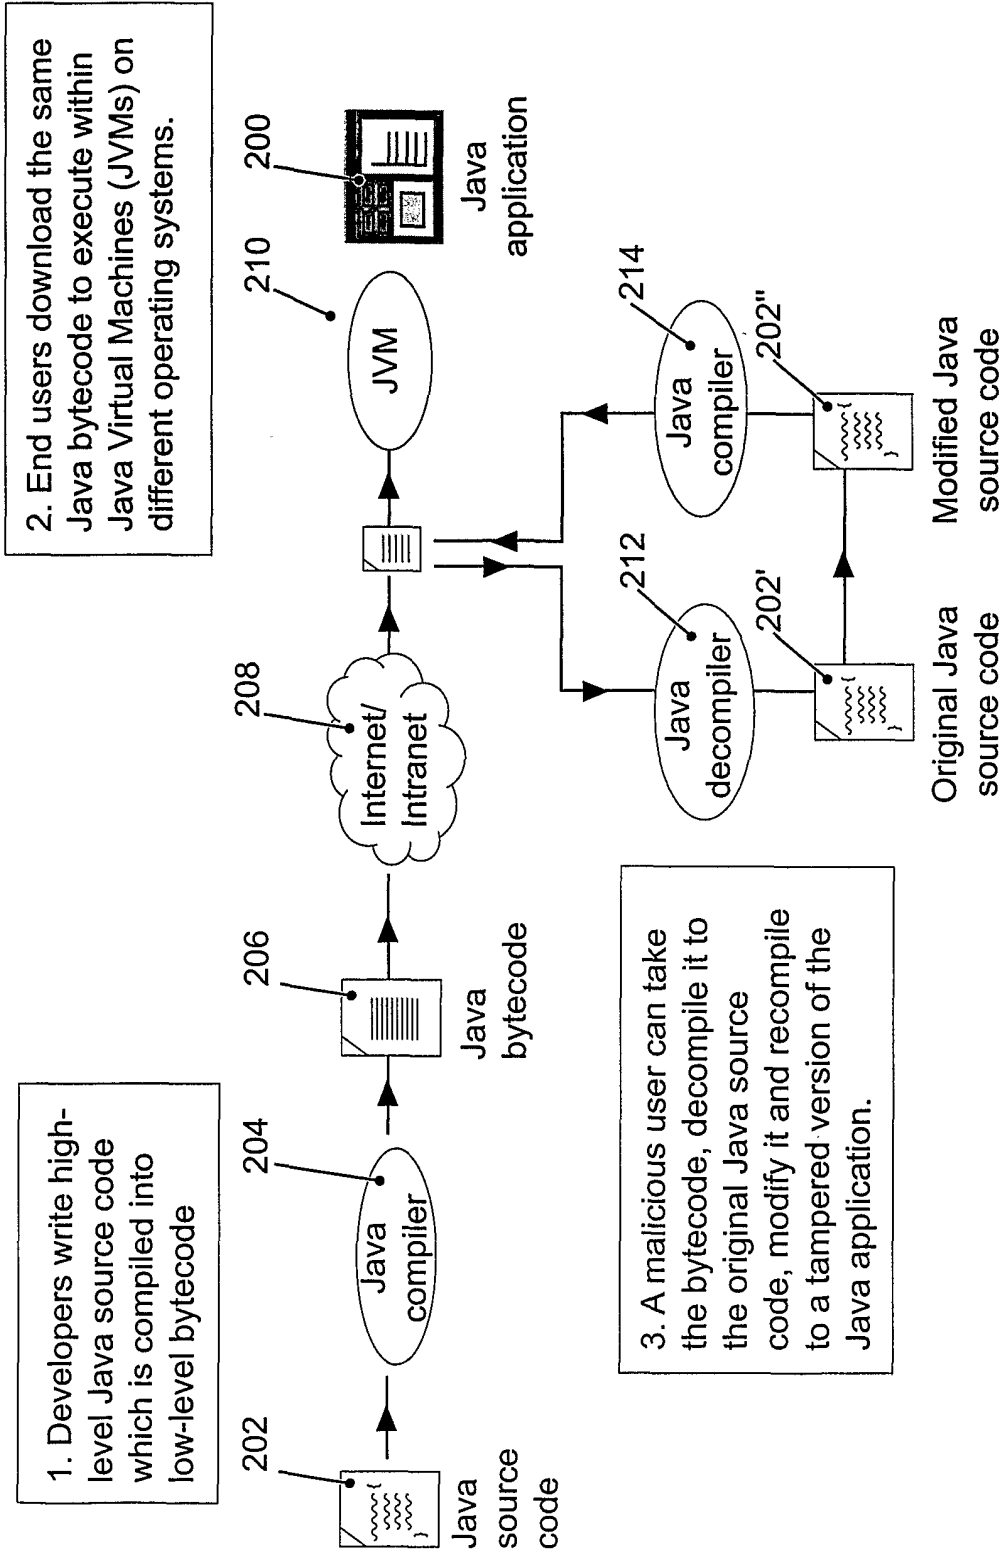 1. Developers write high-
level Java source code
which is compiled into
low-level bytecode
2. End users download the same
Java bytecode to execute within
Java Virtual Machines (JVMs) on
different operating systems.
202
204
206
208
210
200
Java
source
code
Java
compiler
Java
bytecode
Internet/
Intranet
JVM
Java
application
3. A malicious user can take
the bytecode, decompile it to
the original Java source
code, modify it and recompile
to a tampered version of the
Java application.
212
Java
decompiler
214
Java
compiler
202'
Original Java
source code
202"
Modified Java
source code